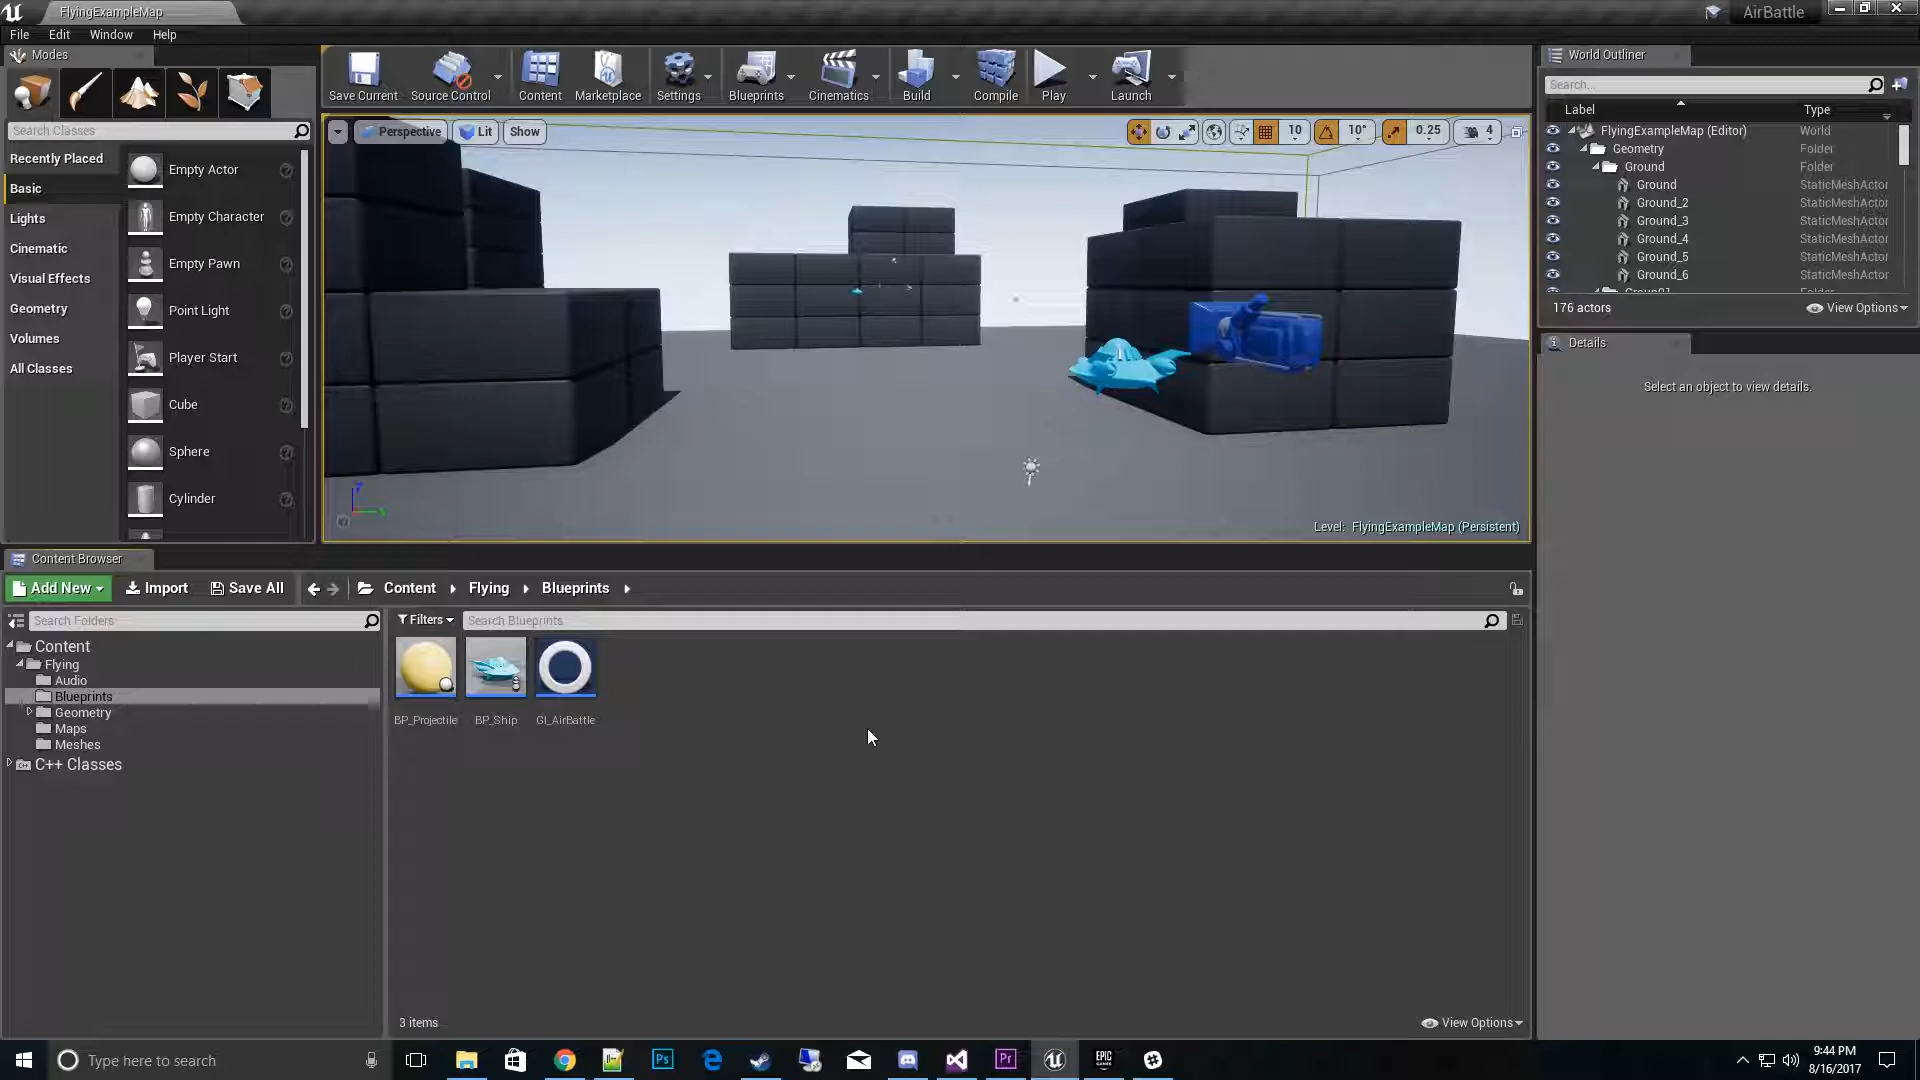 FlyingExampleMap
AirBattle
File
Edit
Window
Help
Modes
Search Classes
Recently Placed
Basic
Lights
Cinematic
Visual Effects
Geometry
Volumes
All Classes
Empty Actor
Empty Character
Empty Pawn
Point Light
Player Start
Cube
Sphere
Cylinder
Save Current
Source Control
Content
Marketplace
Settings
Blueprints
Cinematics
Build
Compile
Play
Launch
Perspective
Lit
Show
10
10°
0.25
4
Level: FlyingExampleMap (Persistent)
World Outliner
Search...
Label
Type
FlyingExampleMap (Editor) World
Geometry Folder
Ground Folder
Ground StaticMeshActor
Ground_2 StaticMeshActor
Ground_3 StaticMeshActor
Ground_4 StaticMeshActor
Ground_5 StaticMeshActor
Ground_6 StaticMeshActor
176 actors
View Options
Details
Select an object to view details.
Content Browser
Add New
Import
Save All
Content
Flying
Blueprints
Search Folders
Filters
Search Blueprints
Content
Flying
Audio
Blueprints
Geometry
Maps
Meshes
C++ Classes
BP_Projectile
BP_Ship
GI_AirBattle
3 items
View Options
Type here to search
Ps
Pr
EPIC
GAMES
9:44 PM
8/16/2017